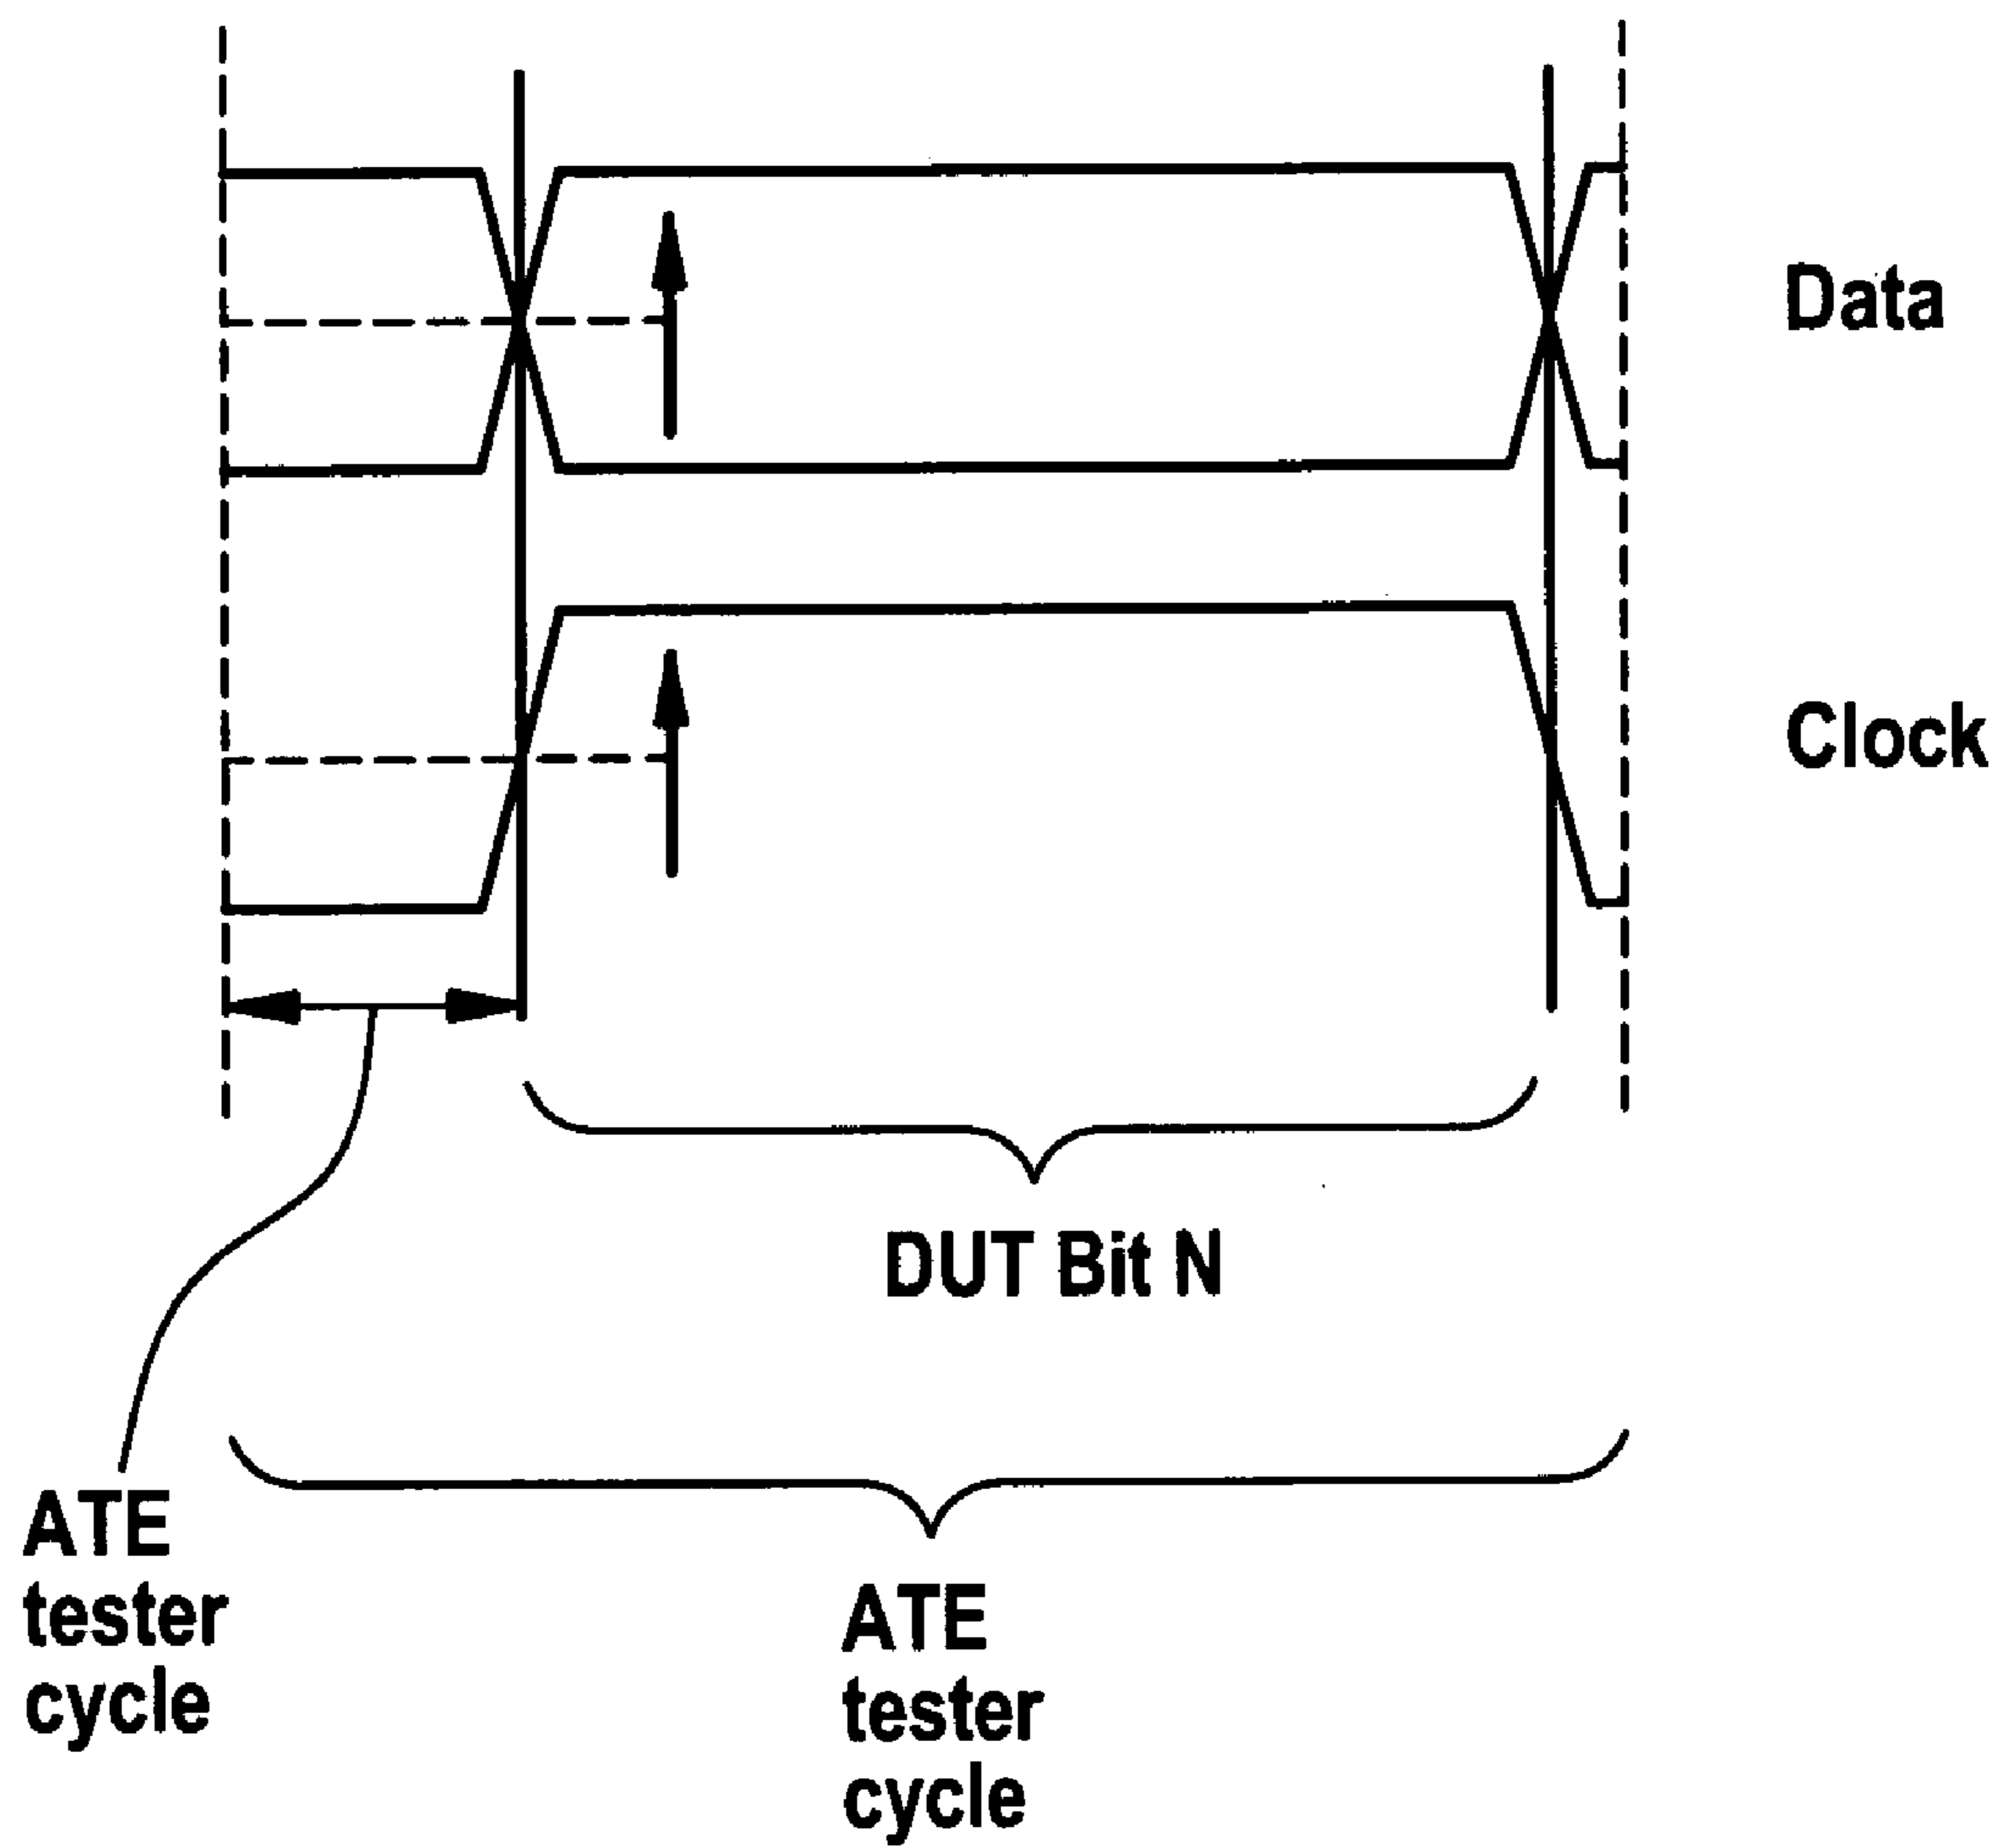 Data
Clock
DUT Bit N
ATE
tester
cycle
ATE
tester
cycle